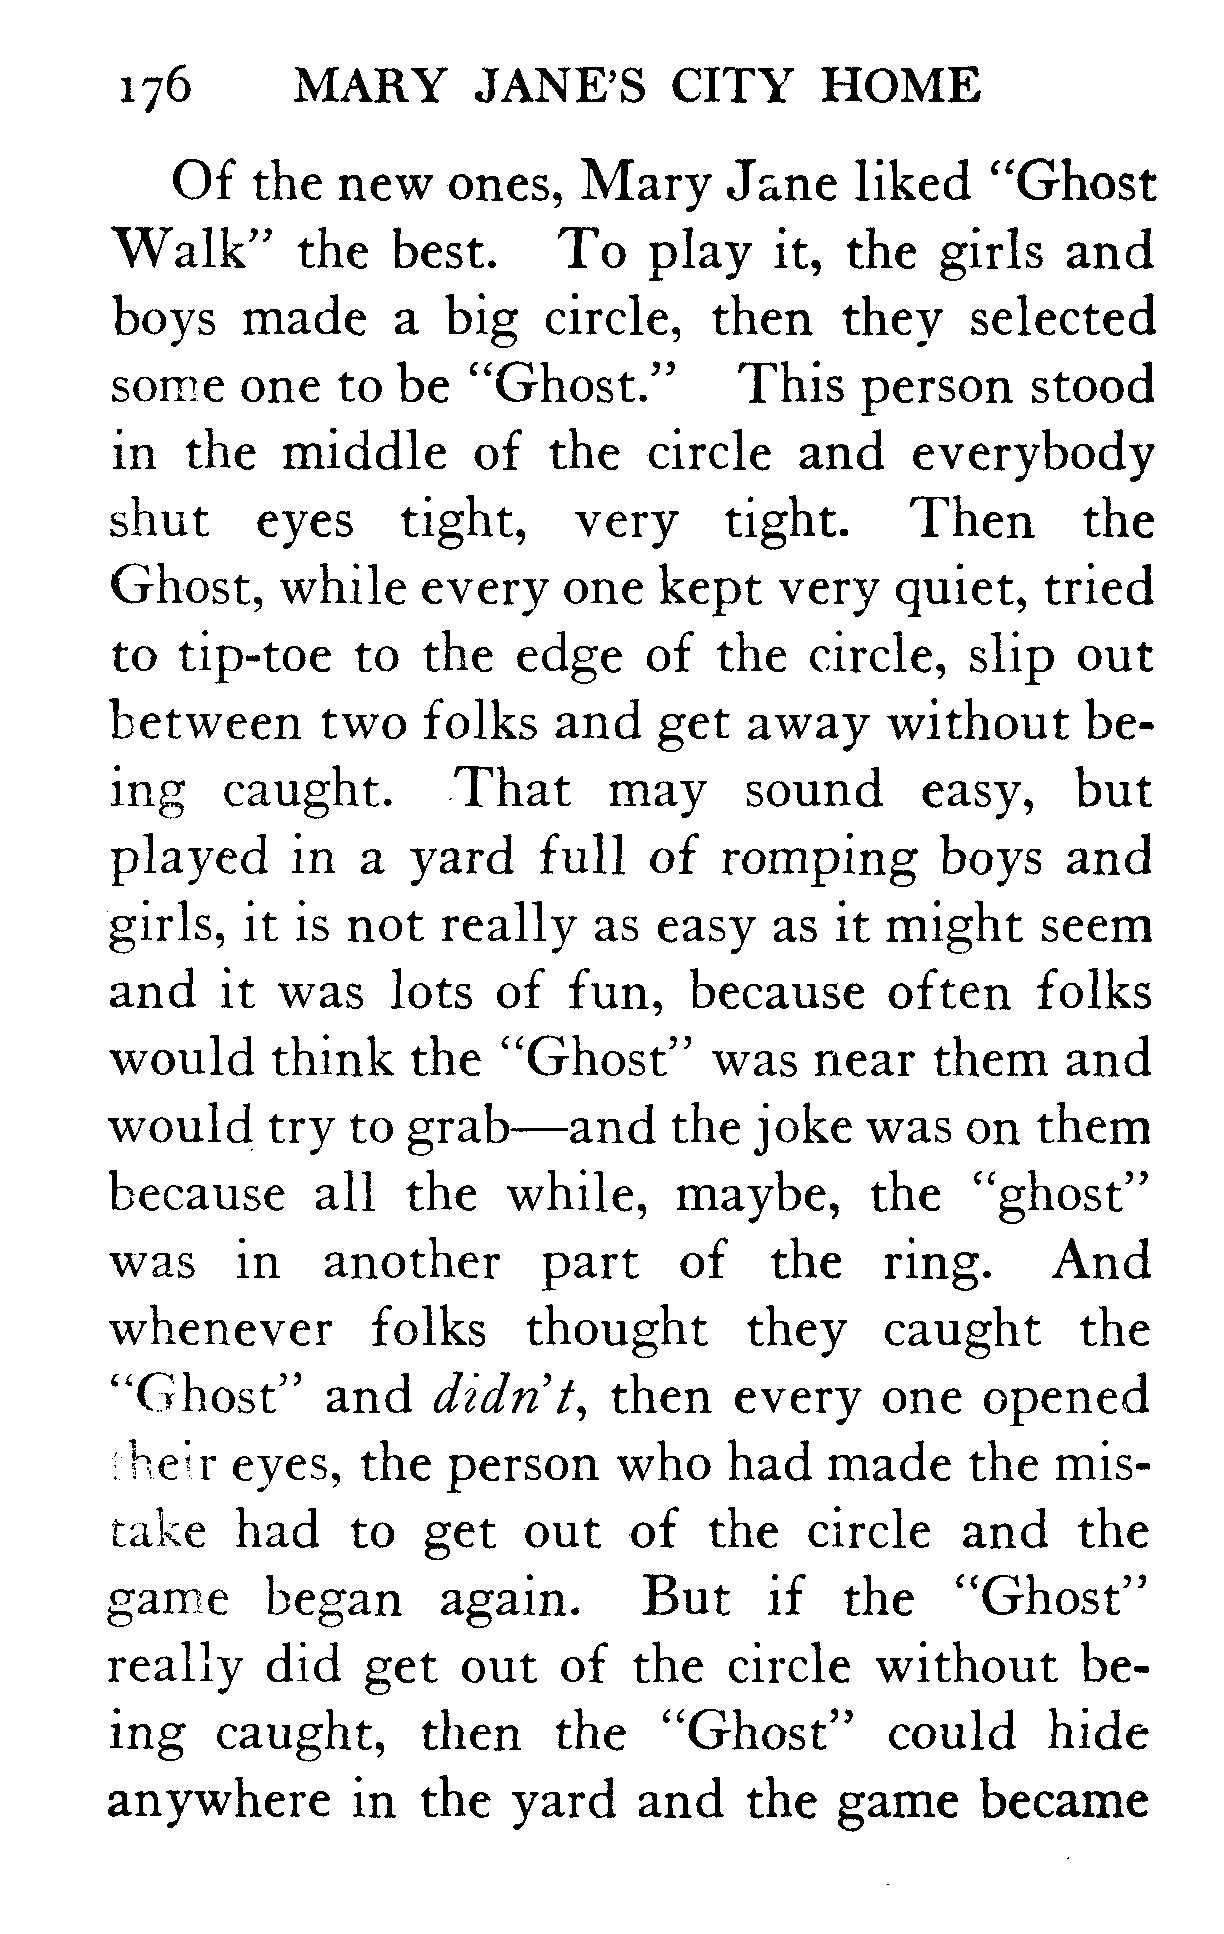 176 MARY JANE'S CITY HOME
Of the new ones, Mary Jane liked "Ghost
Walk" the best. To play it, the girls and
boys made a big circle, then they selected
some one to be "Ghost." This person stood
in the middle of the circle and everybody
shut eyes tight, very tight. Then the
Ghost, while every one kept very quiet, tried
to tip-toe to the edge of the circle, slip out
between two folks and get away without be-
ing caught. That may sound easy, but
played in a yard full of romping boys and
girls, it is not really as easy as it might seem
and it was lots of fun, because often folks
would think the "Ghost" was near them and
would try to grab—and the joke was on them
because all the while, maybe, the "ghost"
was in another part of the ring. And
whenever folks thought they caught the
"Ghost" and didn't, then every one opened
their eyes, the person who had made the mis-
take had to get out of the circle and the
game began again. But if the "Ghost"
really did get out of the circle without be-
ing caught, then the "Ghost" could hide
anywhere in the yard and the game became